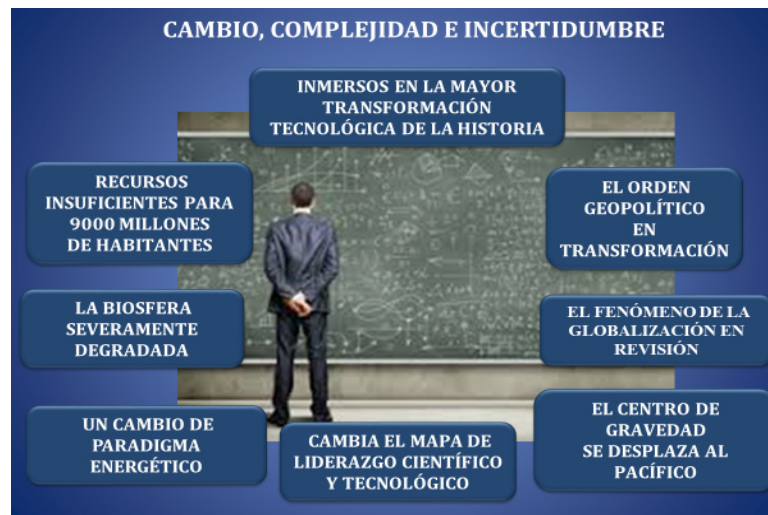 CAMBIO, COMPLEJIDAD E INCERTIDUMBRE
INMERSOS EN LA MAYOR
TRANSFORMACIÓN
TECNOLÓGICA DE LA HISTORIA
RECURSOS
INSUFICIENTES PARA
9000 MILLONES
DE HABITANTES
EL ORDEN
GEOPOLÍTICO
EN
TRANSFORMACIÓN
LA BIOSFERA
SEVERAMENTE
DEGRADADA
EL FENÓMENO DE LA
GLOBALIZACIÓN EN
REVISIÓN
UN CAMBIO DE
PARADIGMA
ENERGÉTICO
CAMBIA EL MAPA DE
LIDERAZGO CIENTÍFICO
Y TECNOLÓGICO
EL CENTRO DE
GRAVEDAD
SE DESPLAZA AL
PACÍFICO